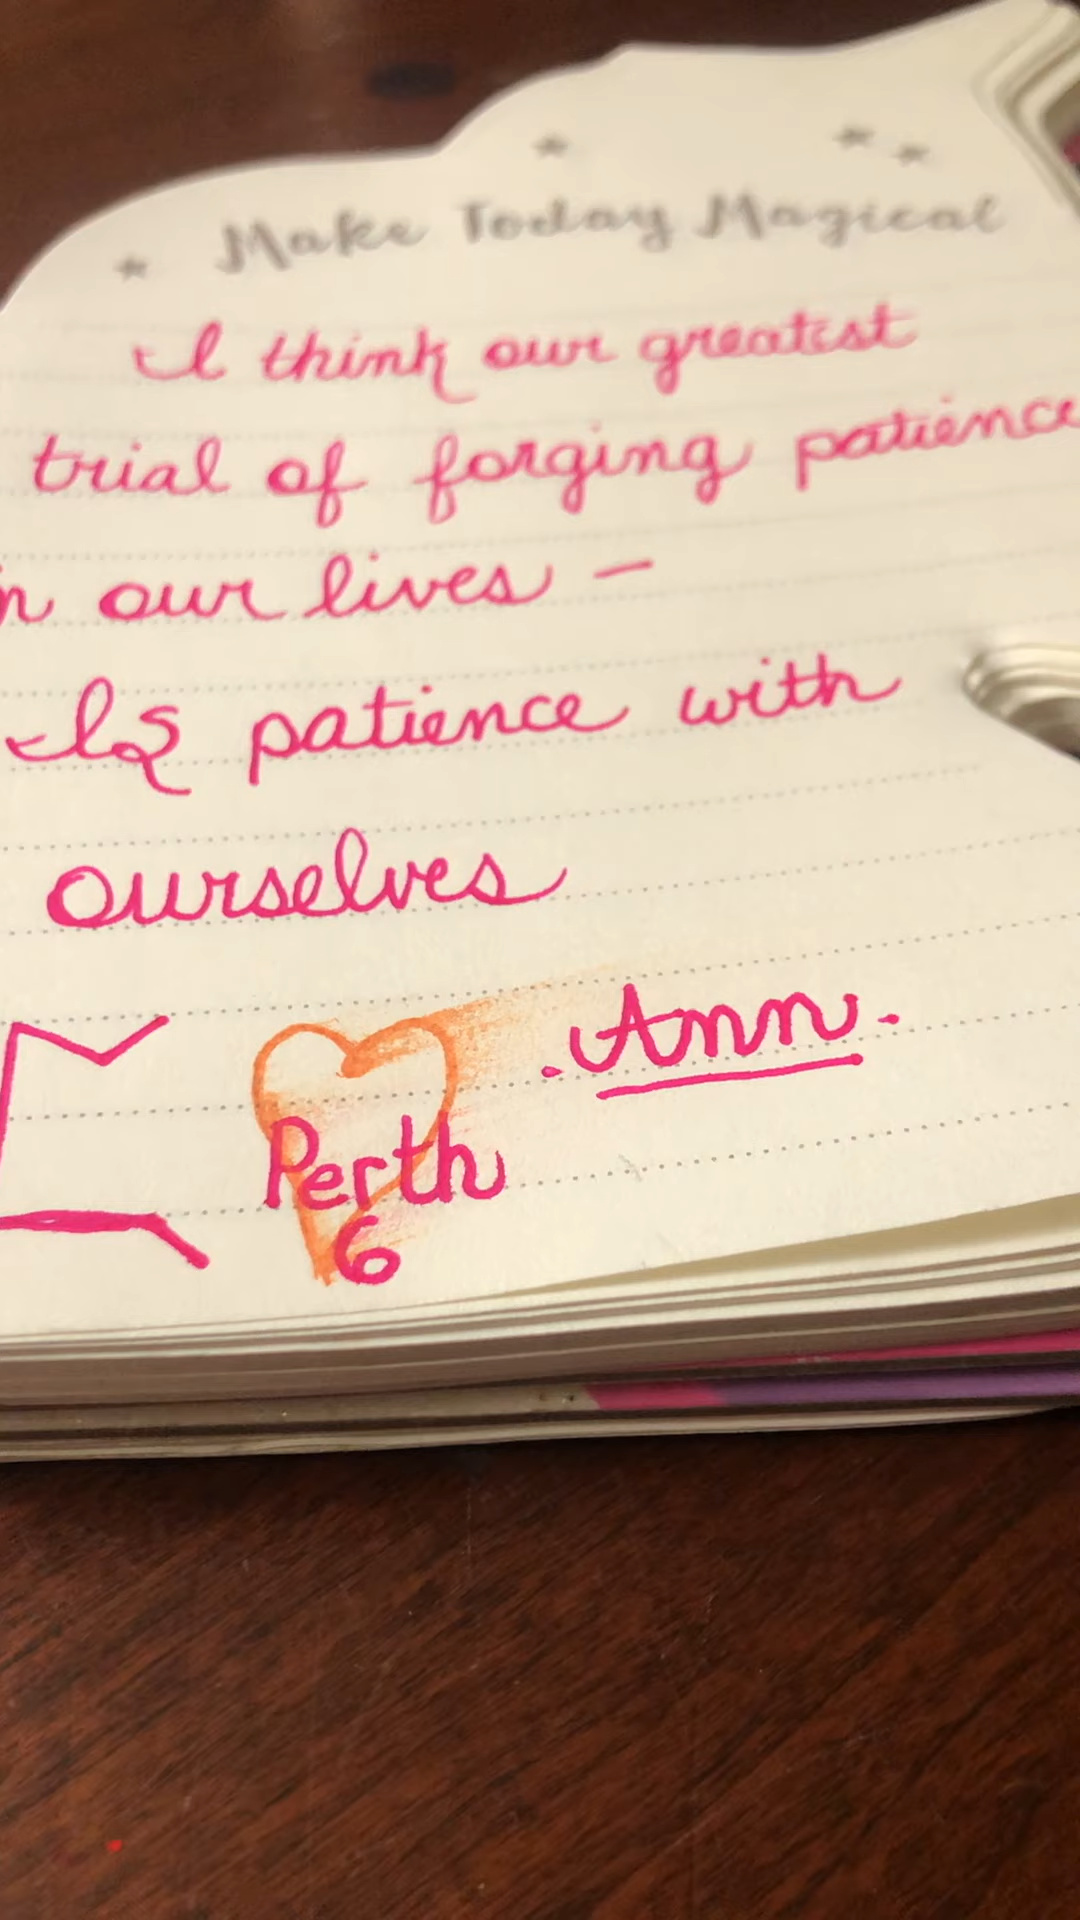 Make Today Magical
I think our greatest
trial of forging patience
in our lives -
Is patience with
ourselves
.Ann.
Perth
6